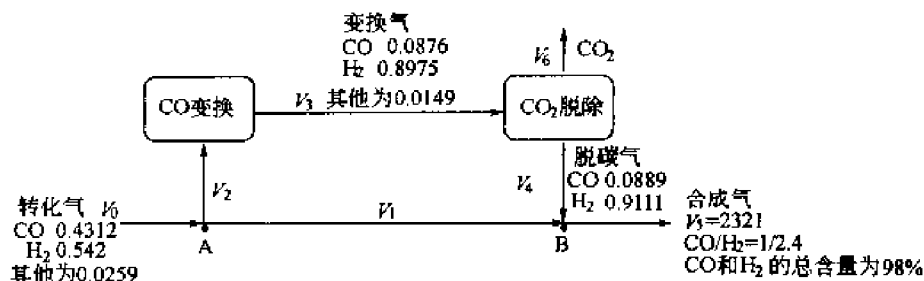 变换气
CO 0.0876
H₂ 0.8975
V₆
CO₂
CO变换
V₃ 其他为0.0149
CO₂脱除
V₂
V₄
脱碳气
CO 0.0889
H₂ 0.9111
转化气 V₀
CO 0.4312
H₂ 0.542
其他为0.0259
A
V₁
B
合成气
V₅=2321
CO/H₂=1/2.4
CO和H₂的总含量为98%